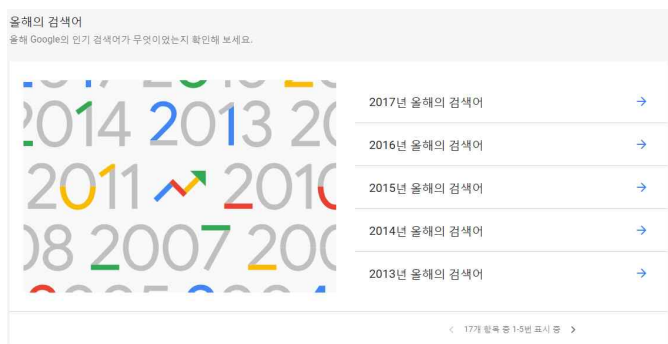 올해의 검색어
올해 Google의 인기 검색어가 무엇이었는지 확인해 보세요.
2014 2013 20
2011 2010
08 2007 200
2017년 올해의 검색어
2016년 올해의 검색어
2015년 올해의 검색어
2014년 올해의 검색어
2013년 올해의 검색어
17개 항목 중 1-5번 표시 중